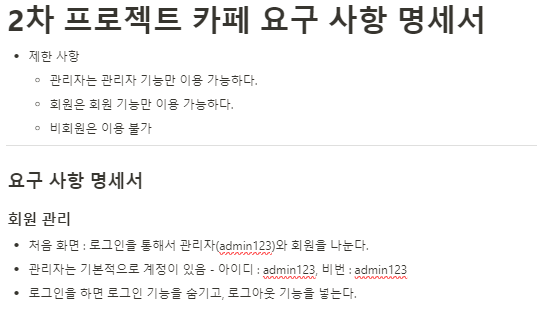 2차 프로젝트 카페 요구 사항 명세서
제한 사항
관리자는 관리자 기능만 이용 가능하다.
회원은 회원 기능만 이용 가능하다.
비회원은 이용 불가
요구 사항 명세서
회원 관리
처음 화면 : 로그인을 통해서 관리자(admin123)와 회원을 나눈다.
관리자는 기본적으로 계정이 있음 - 아이디 : admin123, 비번 : admin123
로그인을 하면 로그인 기능을 숨기고, 로그아웃 기능을 넣는다.